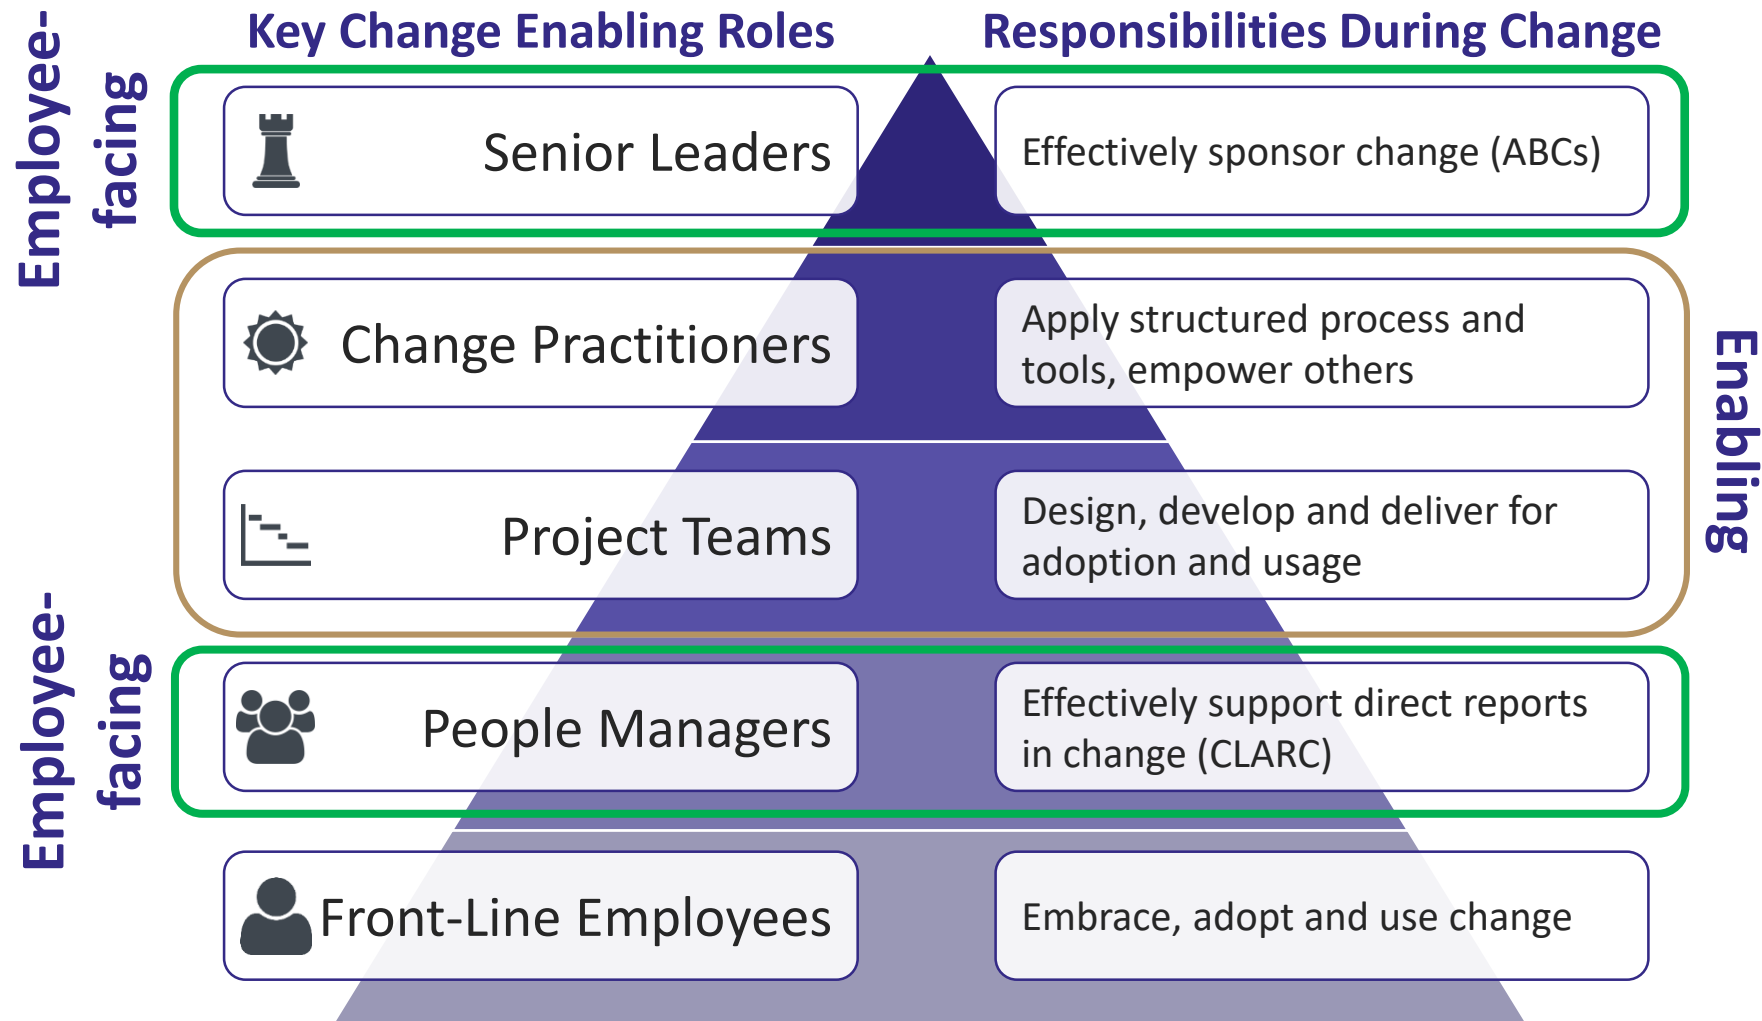 Key Change Enabling Roles
Responsibilities During Change
Employee-
facing
Senior Leaders
Effectively sponsor change (ABCs)
Change Practitioners
Apply structured process and
tools, empower others
Enabling
Project Teams
Design, develop and deliver for
adoption and usage
Employee-
facing
People Managers
Effectively support direct reports
in change (CLARC)
Front-Line Employees
Embrace, adopt and use change